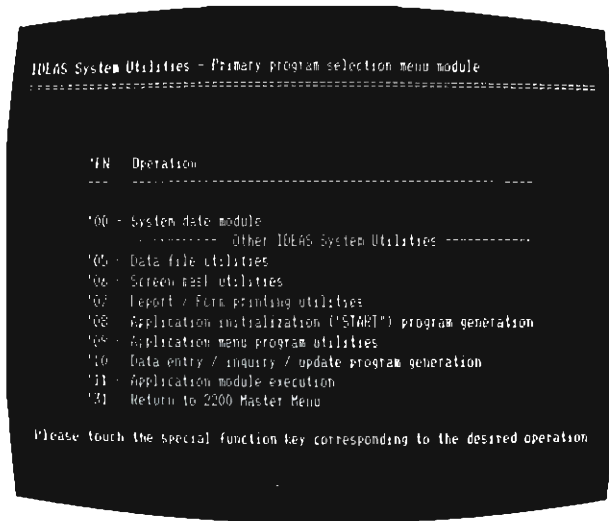 IDEAS System Utilities - Primary program selection menu module
'FN Operation
'00 - System date module
---------- Other IDEAS System Utilities -----------
'05 - Data file utilities
'06 - Screen mask utilities
'07 - Report / Form printing utilities
'08 - Application initialization ("START") program generation
'09 - Application menu program utilities
'10 - Data entry / inquiry / update program generation
'11 - Application module execution
'31 - Return to 2200 Master Menu
Please touch the special function key corresponding to the desired operation